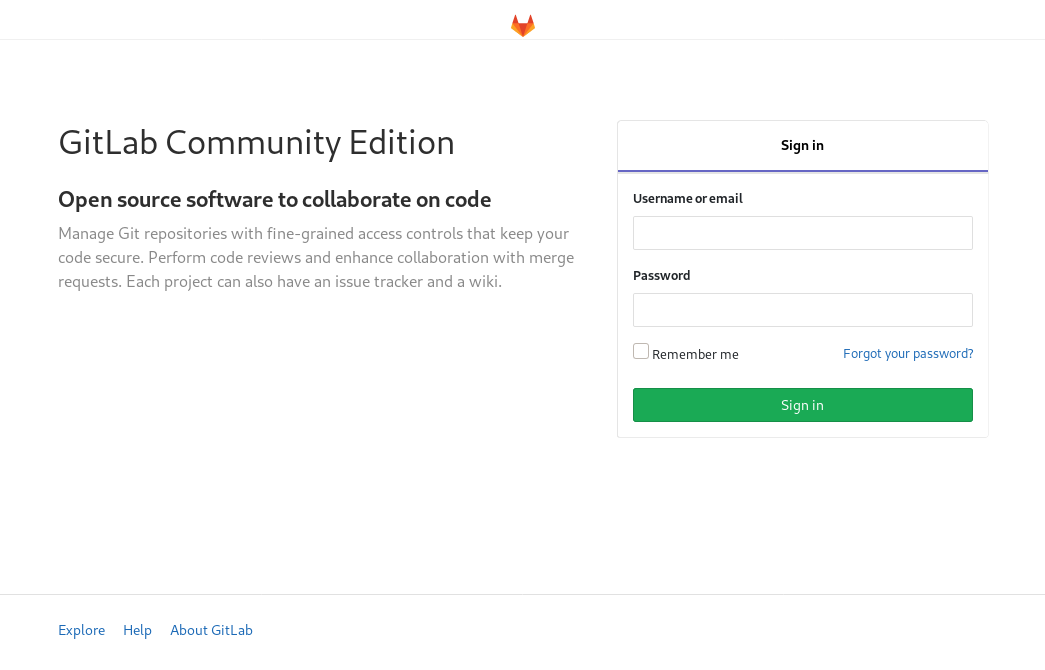 GitLab Community Edition
Open source software to collaborate on code
Manage Git repositories with fine-grained access controls that keep your
code secure. Perform code reviews and enhance collaboration with merge
requests. Each project can also have an issue tracker and a wiki.
Sign in
Username or email
Password
Remember me
Forgot your password?
Sign in
Explore
Help
About GitLab